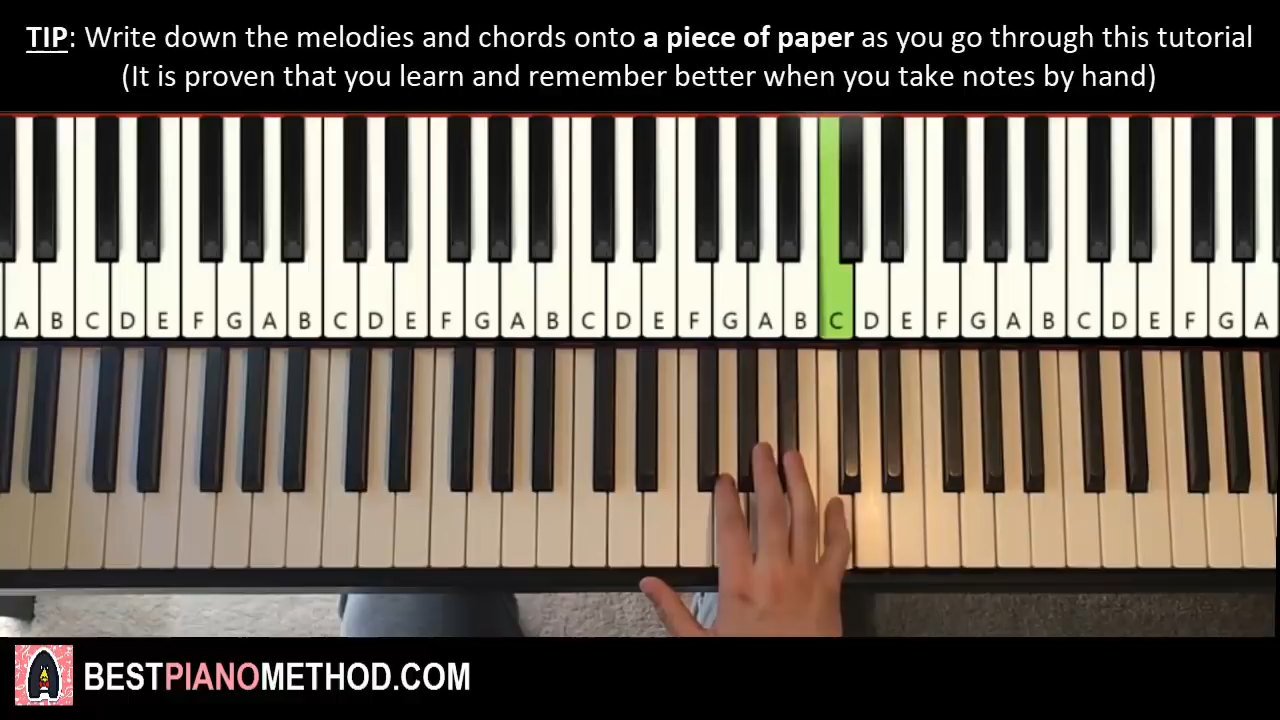 TIP: Write down the melodies and chords onto a piece of paper as you go through this tutorial
(It is proven that you learn and remember better when you take notes by hand)
A B C D E F G A B C D E F G A B C D E F G A B C D E F G A B C D E F G A
BESTPIANOMETHOD.COM